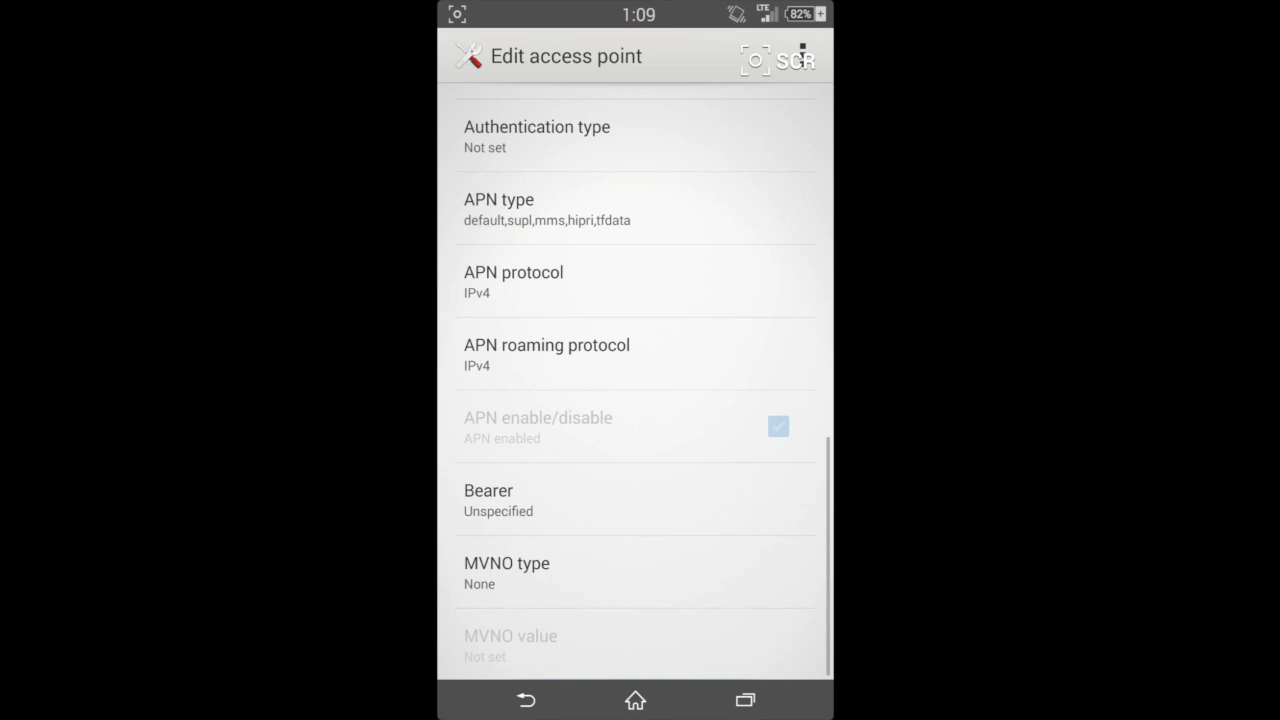 1:09
LTE
82%
Edit access point
SCR
Authentication type
Not set
APN type
default,supl,mms,hipri,tfdata
APN protocol
IPv4
APN roaming protocol
IPv4
APN enable/disable
APN enabled
Bearer
Unspecified
MVNO type
None
MVNO value
Not set